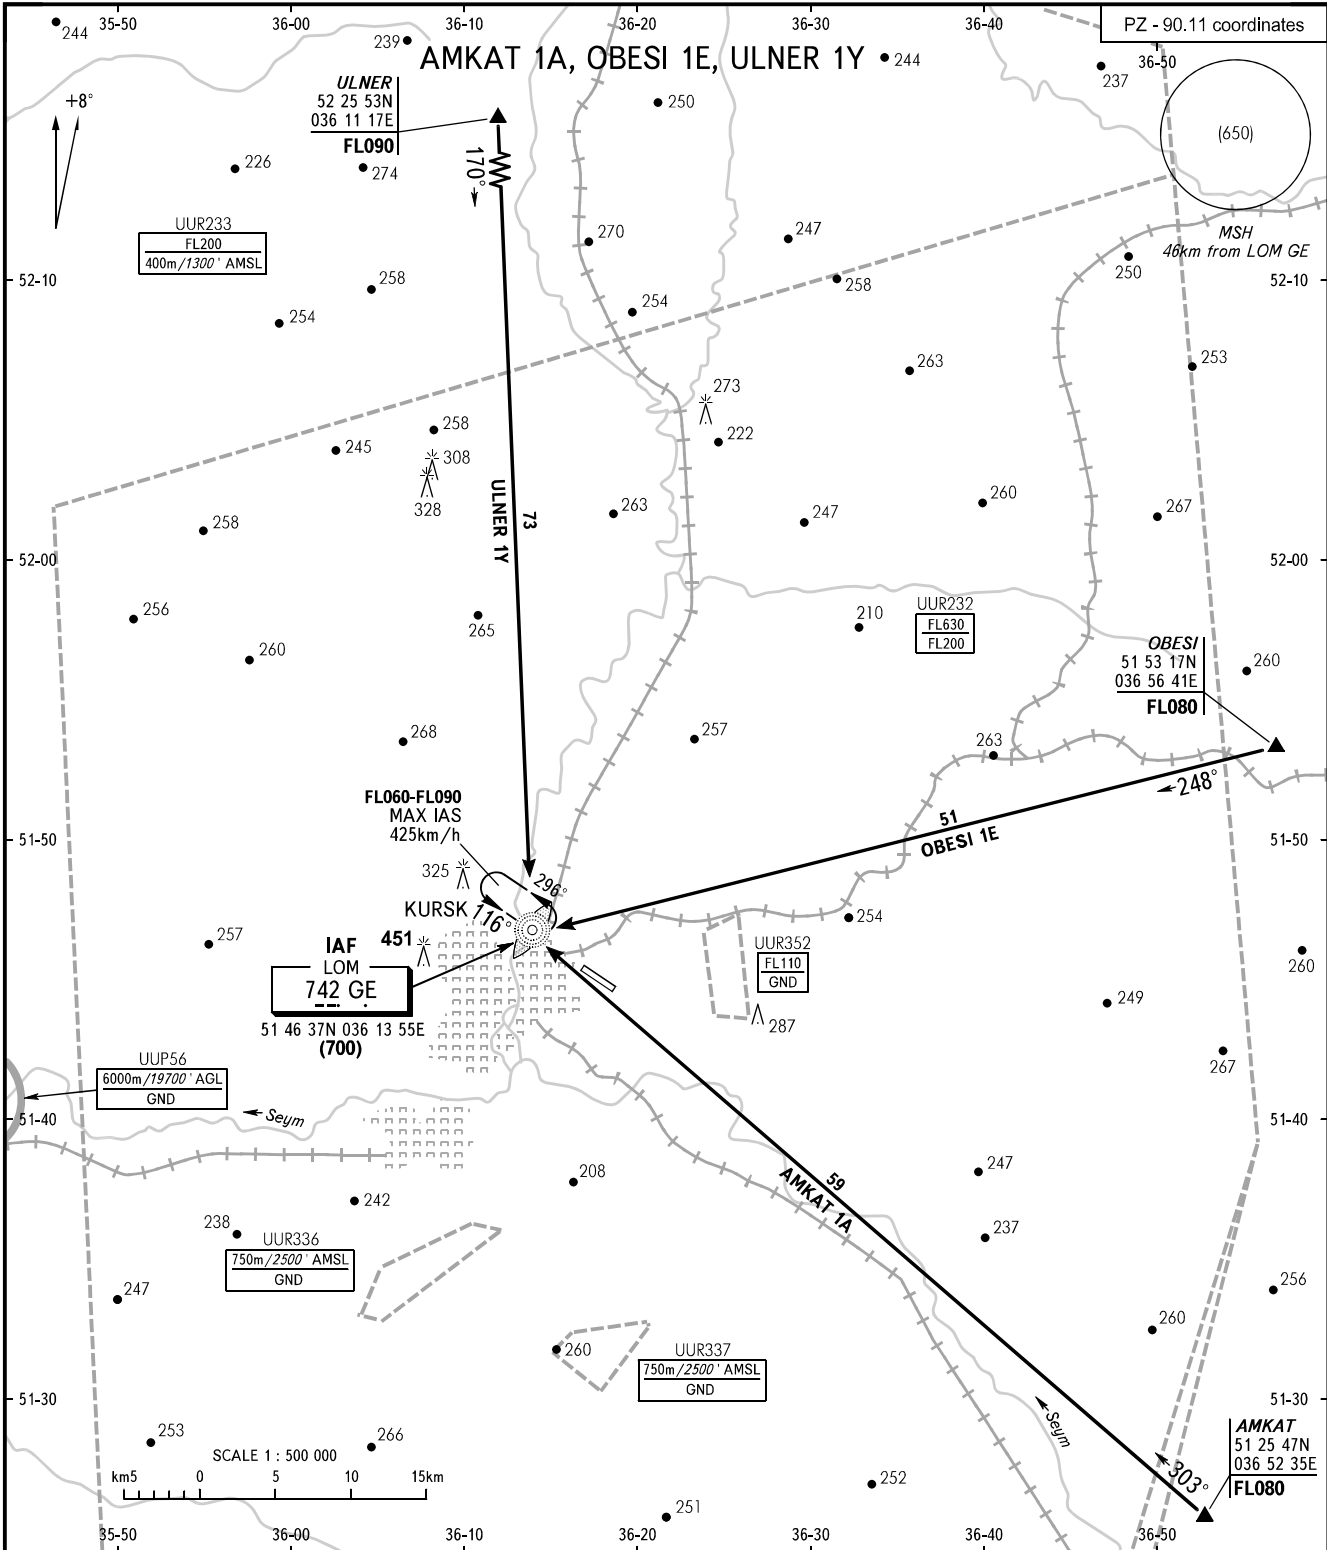 35-50
36-00
36-10
36-20
36-30
36-40
PZ - 90.11 coordinates
36-50
244
239
AMKAT 1A, OBESI 1E, ULNER 1Y
244
237
+8°
ULNER
52 25 53N
036 11 17E
FL090
250
(650)
226
274
170°
UUR233
FL200
400m/1300' AMSL
270
247
MSH
46km from LOM GE
250
52-10
258
258
52-10
254
254
263
253
273
258
222
245
308
328
ULNER 1Y
73
263
247
260
267
258
52-00
52-00
256
265
210
UUR232
FL630
FL200
260
OBESI
51 53 17N
036 56 41E
FL080
260
268
257
263
248°
FL060-FL090
MAX IAS
425km/h
51-50
51
OBESI 1E
51-50
325
296°
KURSK
116°
254
257
IAF
451
LOM
742 GE
51 46 37N 036 13 55E
(700)
UUR352
FL110
GND
287
260
249
267
UUP56
6000m/19700' AGL
GND
51-40
Seym
51-40
208
59
AMKAT 1A
247
242
238
UUR336
750m/2500' AMSL
GND
237
247
256
260
260
UUR337
750m/2500' AMSL
GND
51-30
51-30
253
266
SCALE 1 : 500 000
km5
0
5
10
15km
Seym
AMKAT
51 25 47N
036 52 35E
FL080
303°
252
251
35-50
36-00
36-10
36-20
36-30
36-40
36-50